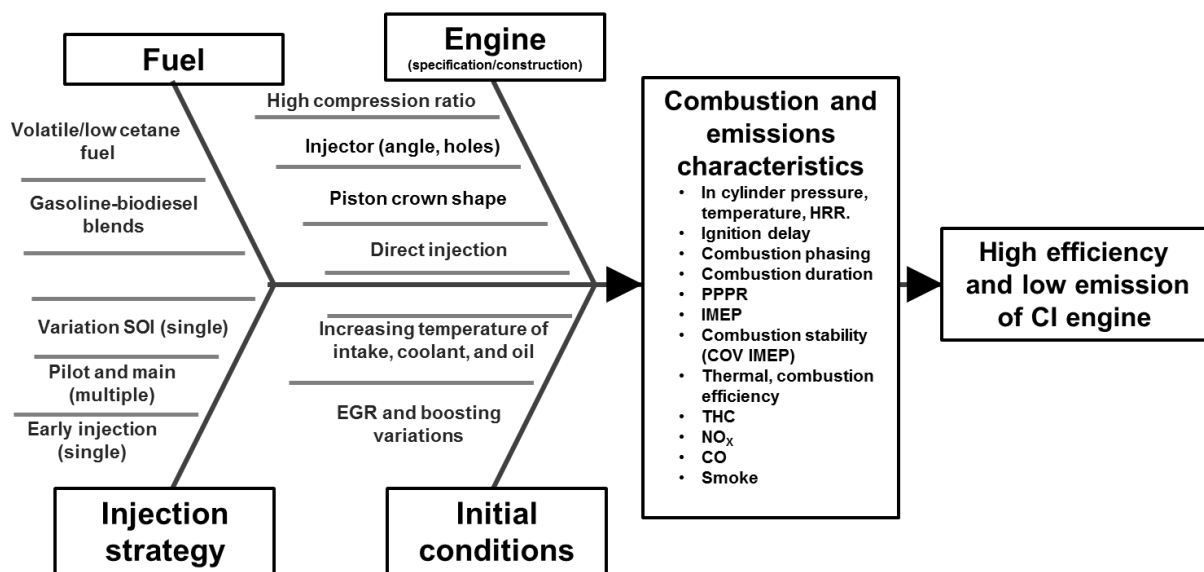 Fuel
Volatile/low cetane
fuel
Gasoline-biodiesel
blends
Engine
(specification/construction)
High compression ratio
Injector (angle, holes)
Piston crown shape
Direct injection
Variation SOI (single)
Pilot and main
(multiple)
Early injection
(single)
Injection
strategy
Increasing temperature of
intake, coolant, and oil
EGR and boosting
variations
Initial
conditions
Combustion and
emissions
characteristics
• In cylinder pressure,
temperature, HRR.
• Ignition delay
• Combustion phasing
• Combustion duration
• PPPR
• IMEP
• Combustion stability
(COV IMEP)
• Thermal, combustion
efficiency
• THC
• NOX
• CO
• Smoke
High efficiency
and low emission
of CI engine